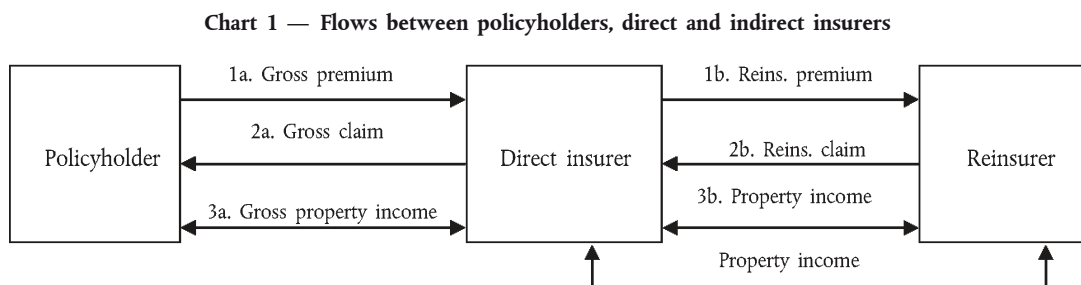 Chart 1 — Flows between policyholders, direct and indirect insurers
1a. Gross premium
1b. Reins. premium
2a. Gross claim
Policyholder
Direct insurer
2b. Reins. claim
Reinsurer
3a. Gross property income
3b. Property income
Property income